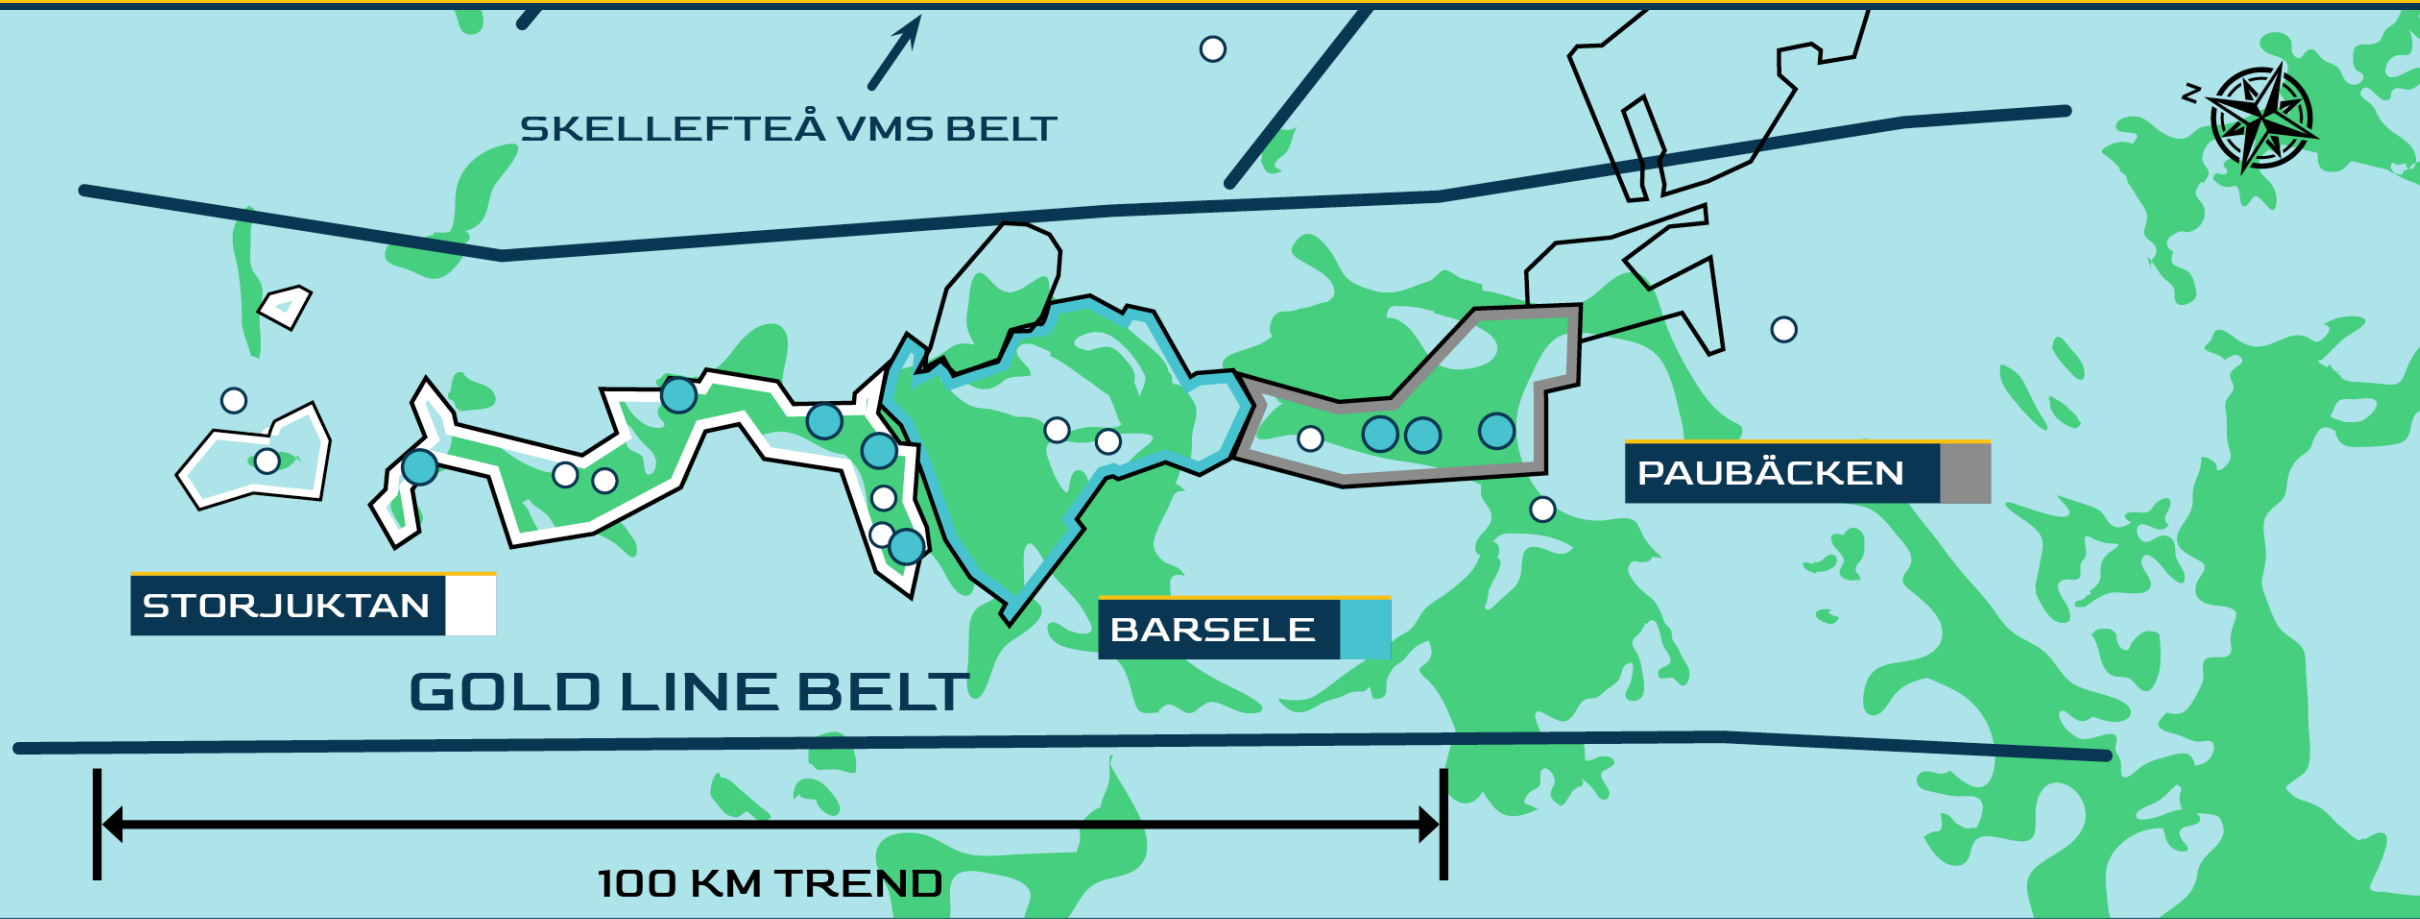 N
SKELLEFTEÅ VMS BELT
PAUBÄCKEN
STORJUKTAN
BARSELE
GOLD LINE BELT
100 KM TREND